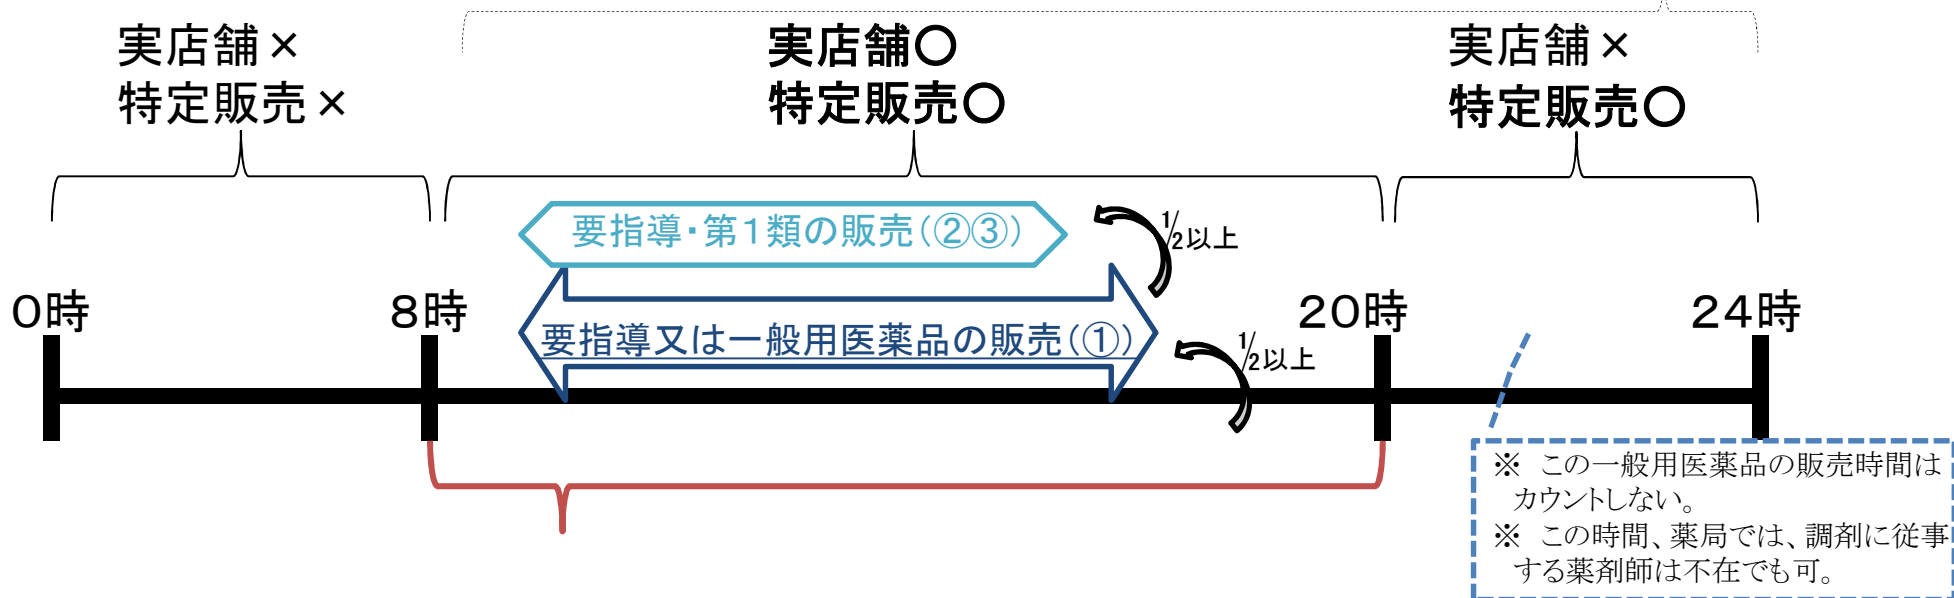 実店舗×
特定販売×
実店舗〇
特定販売〇
実店舗×
特定販売〇
要指導・第1類の販売(②③)
1/2以上
要指導又は一般用医薬品の販売(①)
1/2以上
0時
8時
20時
24時
※ この一般用医薬品の販売時間は
カウントしない。
※ この時間、薬局では、調剤に従事
する薬剤師は不在でも可。